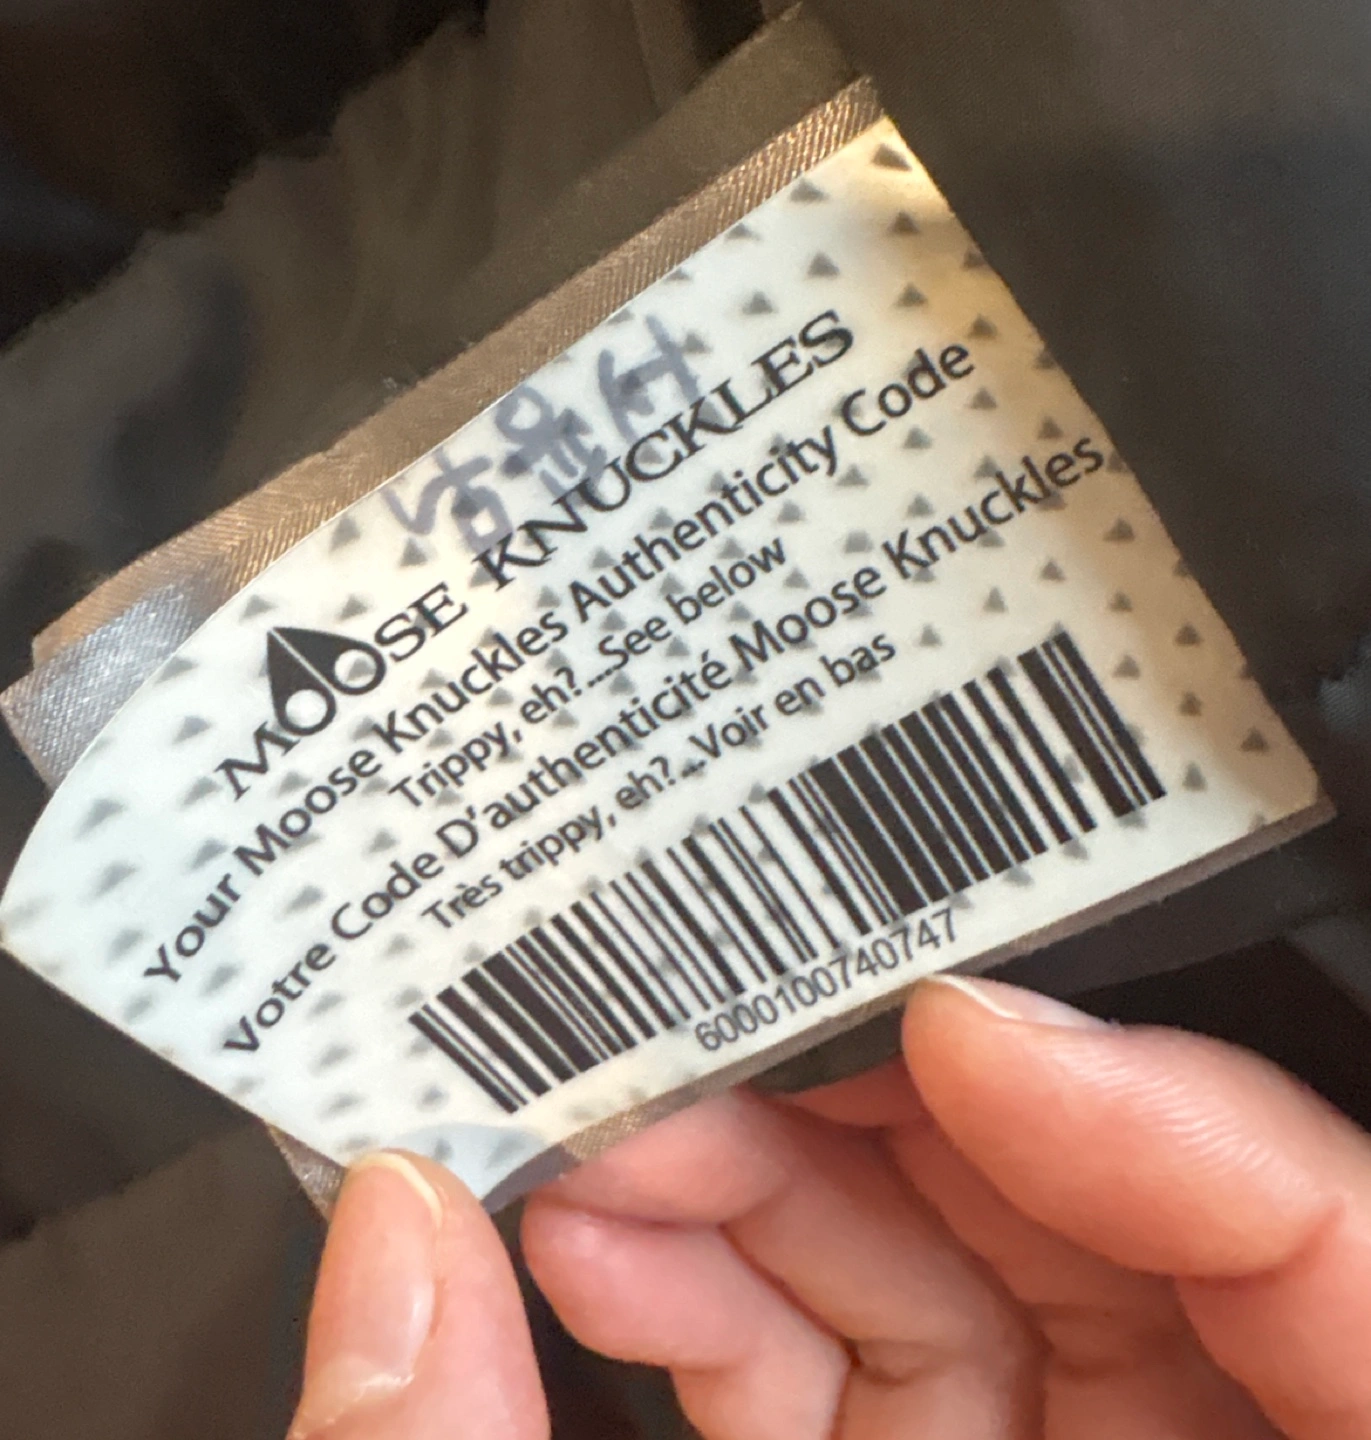 MOOSE KNUCKLES
Your Moose Knuckles Authenticity Code
Trippy, eh?...See below
Votre Code D'authenticité Moose Knuckles
Très trippy, eh?...Voir en bas
6000100740747